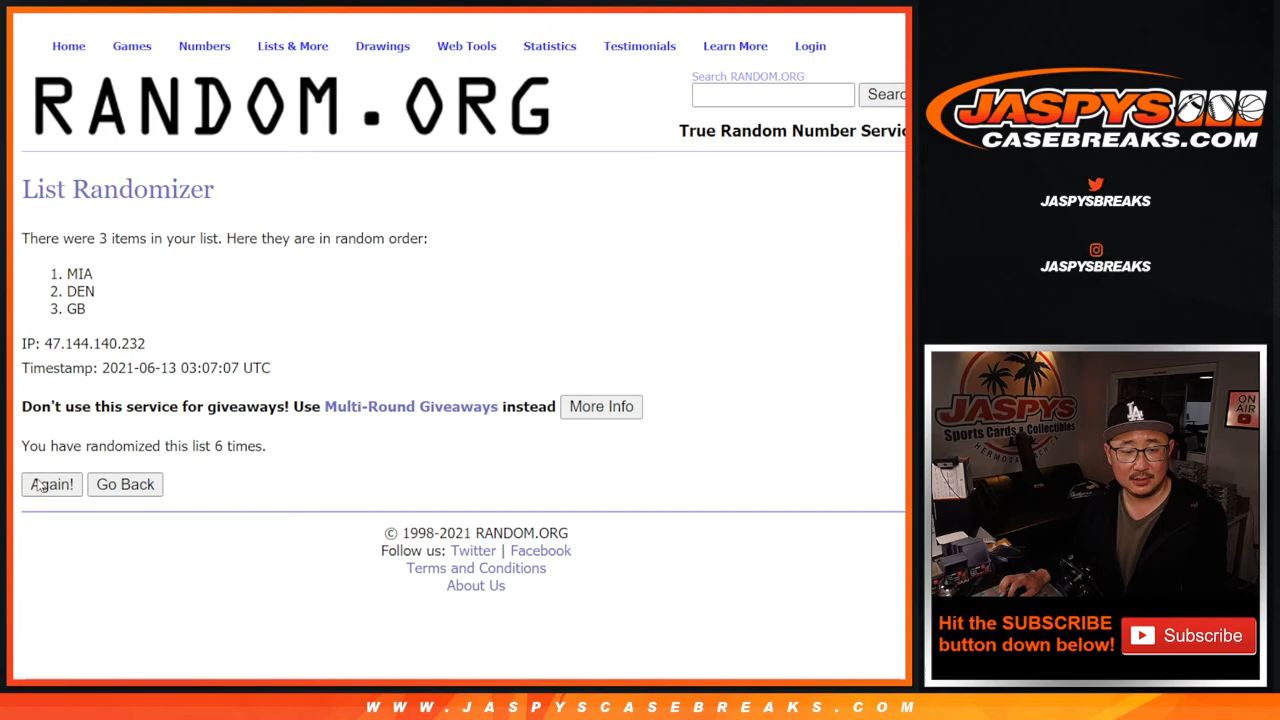 Home Games Numbers Lists & More Drawings Web Tools Statistics Testimonials Learn More Login
RANDOM.ORG
Search RANDOM.ORG
True Random Number
List Randomizer
There were 3 items in your list. Here they are in random order:
1. MIA
2. DEN
3. GB
IP: 47.144.140.232
Timestamp: 2021-06-13 03:07:07 UTC
Don't use this service for giveaways! Use Multi-Round Giveaways instead More Info
You have randomized this list 6 times.
Again! Go Back
© 1998-2021 RANDOM.ORG
Follow us: Twitter | Facebook
Terms and Conditions
About Us
JASPYS
CASEBREAKS.COM
JASPYSBREAKS
JASPYSBREAKS
JASPYS
Sports Cards & Collectibles
HERMOSA BEACH, CA
LA
ON
AIR
Hit the SUBSCRIBE
button down below!
Subscribe
WWW.JASPYSCASEBREAKS.COM